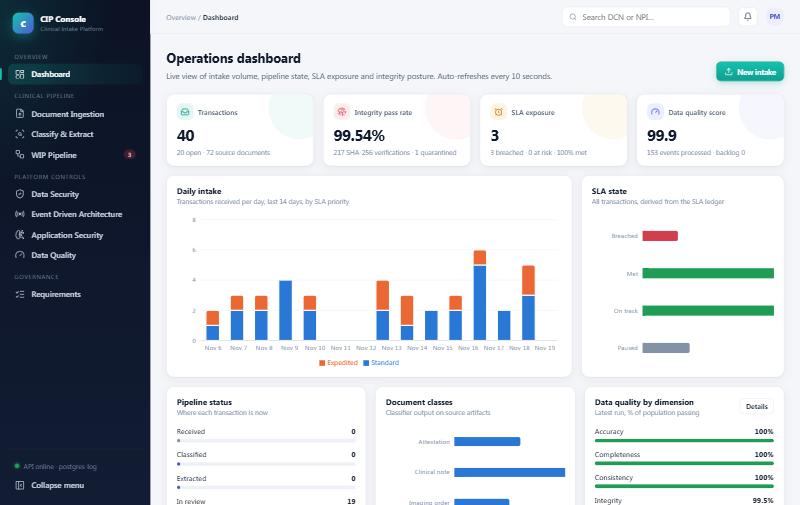 CIP Console
Clinical Intake Platform
OVERVIEW
Dashboard
CLINICAL PIPELINE
Document Ingestion
Classify & Extract
WIP Pipeline 3
PLATFORM CONTROLS
Data Security
Event Driven Architecture
Application Security
Data Quality
GOVERNANCE
Requirements
API online · postgres log
Collapse menu
Overview / Dashboard
Search DCN or NPI...
PM
Operations dashboard
Live view of intake volume, pipeline state, SLA exposure and integrity posture. Auto-refreshes every 10 seconds.
New intake
Transactions
40
20 open · 72 source documents
Integrity pass rate
99.54%
217 SHA-256 verifications · 1 quarantined
SLA exposure
3
3 breached · 0 at risk · 100% met
Data quality score
99.9
153 events processed · backlog 0
Daily intake
Transactions received per day, last 14 days, by SLA priority
8
6
4
2
0
Nov 6 Nov 7 Nov 8 Nov 9 Nov 10 Nov 11 Nov 12 Nov 13 Nov 14 Nov 15 Nov 16 Nov 17 Nov 18 Nov 19
Expedited Standard
SLA state
All transactions, derived from the SLA ledger
Breached
Met
On track
Paused
Pipeline status
Where each transaction is now
Received 0
Classified 0
Extracted 0
In review 19
Document classes
Classifier output on source artifacts
Attestation
Clinical note
Imaging order
Data quality by dimension
Latest run, % of population passing
Details
Accuracy 100%
Completeness 100%
Consistency 100%
Integrity 99.5%